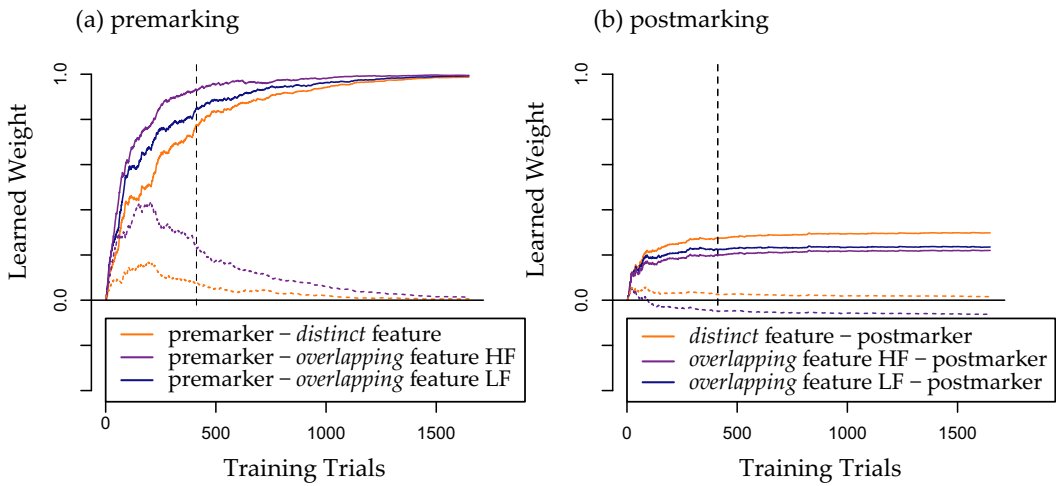 (a) premarking
Learned Weight
1.0
0.0
premarker – distinct feature
premarker – overlapping feature HF
premarker – overlapping feature LF
0 500 1000 1500
Training Trials
(b) postmarking
Learned Weight
1.0
0.0
distinct feature – postmarker
overlapping feature HF – postmarker
overlapping feature LF – postmarker
0 500 1000 1500
Training Trials